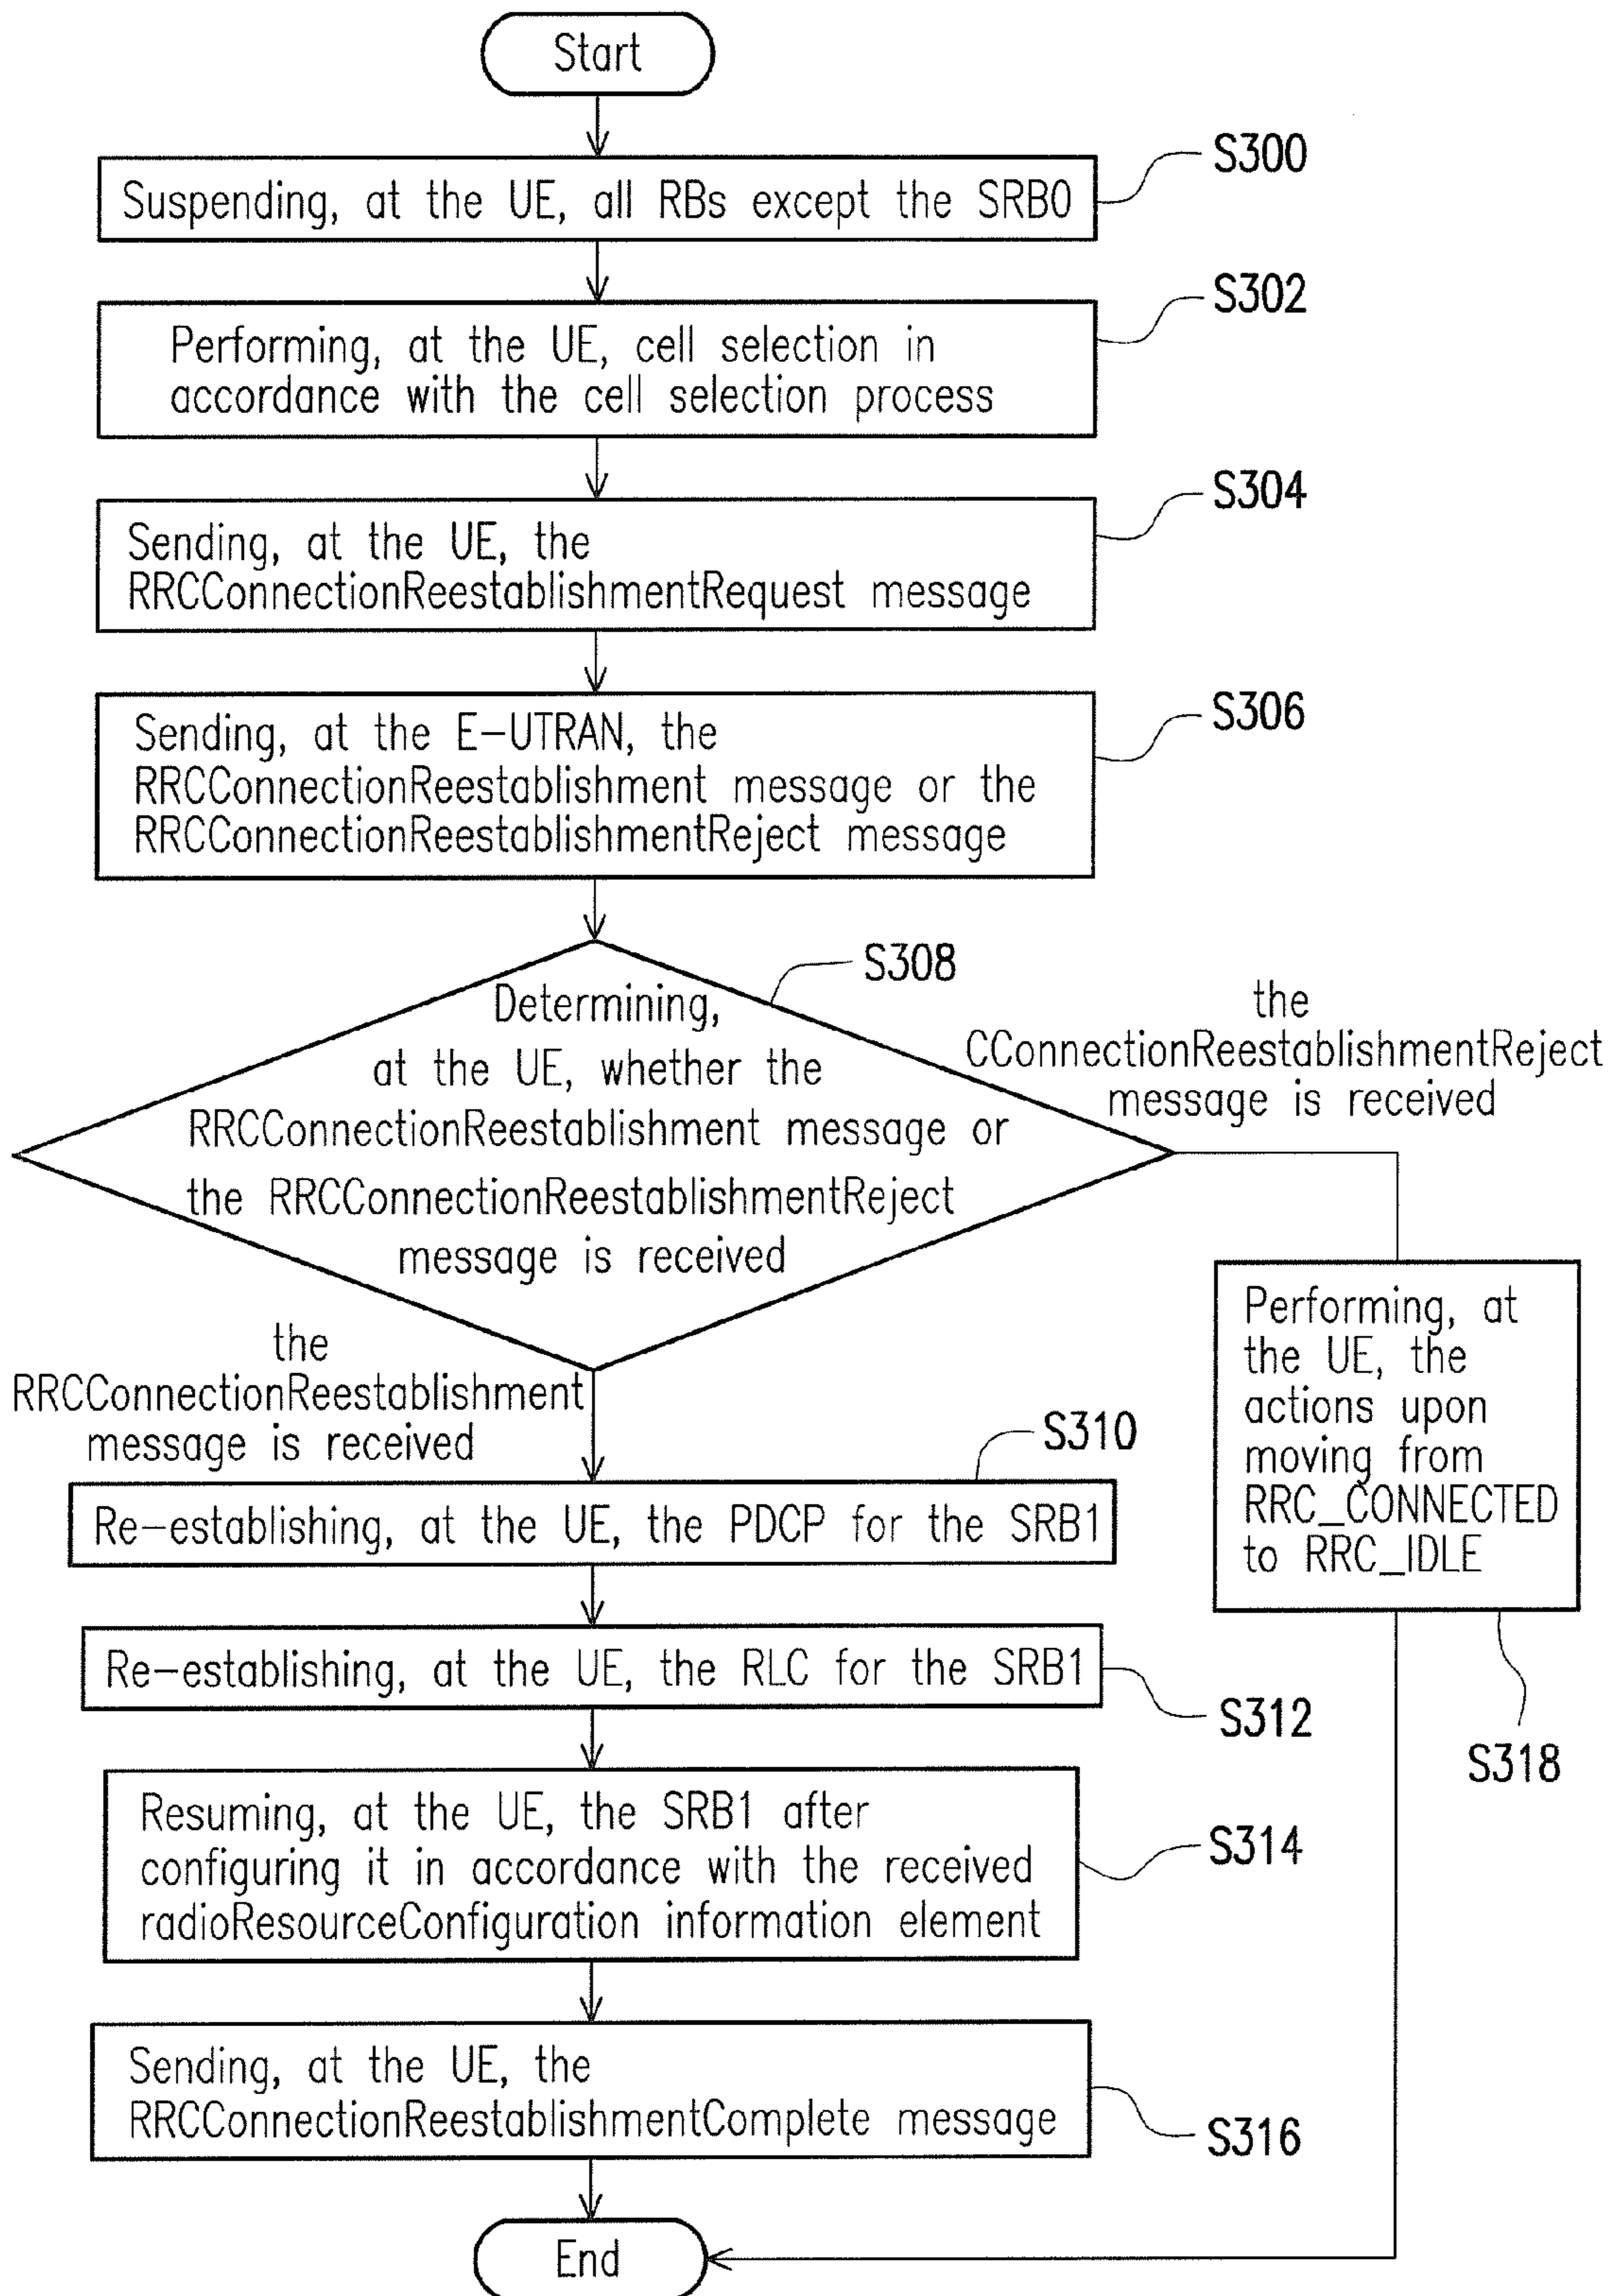 Start
S300
Suspending, at the UE, all RBs except the SRB0
S302
Performing, at the UE, cell selection in
accordance with the cell selection process
S304
Sending, at the UE, the
RRCConnectionReestablishmentRequest message
S306
Sending, at the E-UTRAN, the
RRCConnectionReestablishment message or the
RRCConnectionReestablishmentReject message
S308
Determining,
at the UE, whether the
RRCConnectionReestablishment message or
the RRCConnectionReestablishmentReject
message is received
the
CConnectionReestablishmentReject
message is received
the
RRCConnectionReestablishment
message is received
Performing, at
the UE, the
actions upon
moving from
RRC_CONNECTED
to RRC_IDLE
S318
S310
Re-establishing, at the UE, the PDCP for the SRB1
Re-establishing, at the UE, the RLC for the SRB1
S312
Resuming, at the UE, the SRB1 after
configuring it in accordance with the received
radioResourceConfiguration information element
S314
Sending, at the UE, the
RRCConnectionReestablishmentComplete message
S316
End